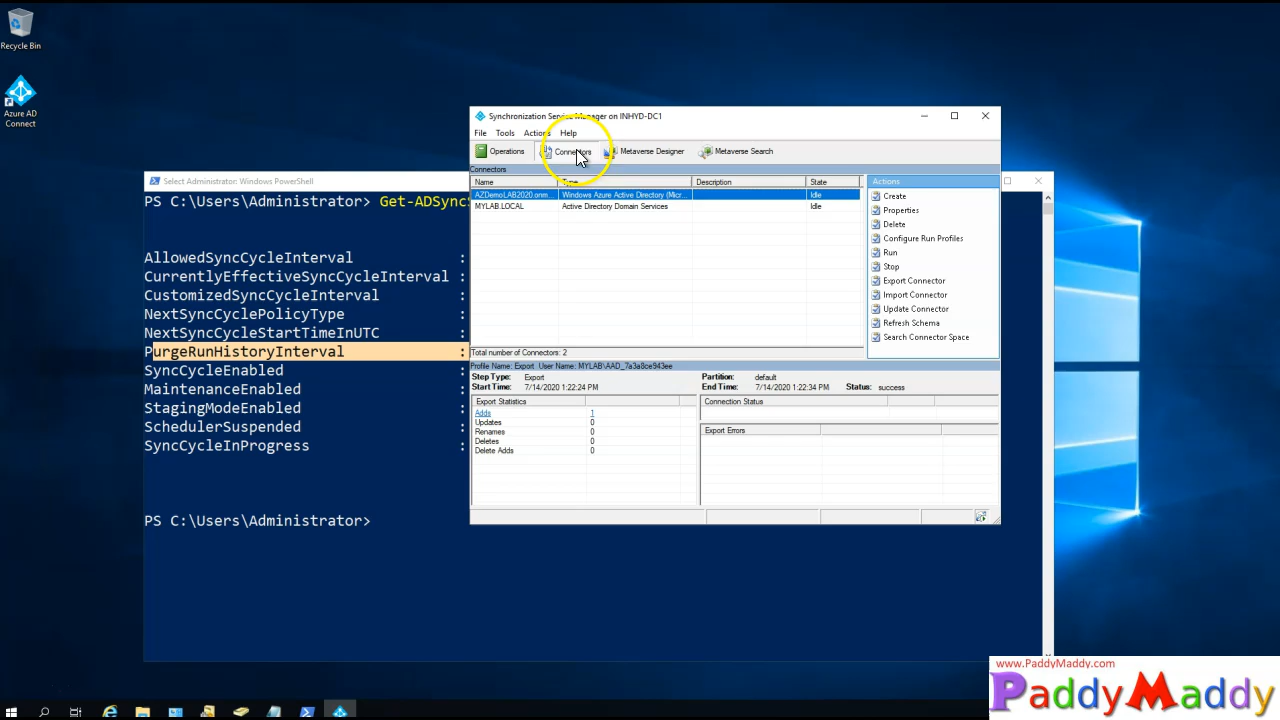 Recycle Bin
Azure AD
Connect
Select Administrator: Windows PowerShell
PS C:\Users\Administrator> Get-ADSync
AllowedSyncCycleInterval :
CurrentlyEffectiveSyncCycleInterval :
CustomizedSyncCycleInterval :
NextSyncCyclePolicyType :
NextSyncCycleStartTimeInUTC :
PurgeRunHistoryInterval :
SyncCycleEnabled :
MaintenanceEnabled :
StagingModeEnabled :
SchedulerSuspended :
SyncCycleInProgress :
PS C:\Users\Administrator>
Synchronization Service Manager on INHYD-DC1
File Tools Actions Help
Operations Connectors Metaverse Designer Metaverse Search
Connectors
Name Type Description State
AZDemoLAB2020.onm... Windows Azure Active Directory (Micr... Idle
MYLAB.LOCAL Active Directory Domain Services Idle
Actions
Create
Properties
Delete
Configure Run Profiles
Run
Stop
Export Connector
Import Connector
Update Connector
Refresh Schema
Search Connector Space
Total number of Connectors: 2
Profile Name: Export User Name: MYLAB\AAD_7a3a8ce943ee
Step Type: Export Partition: default
Start Time: 7/14/2020 1:22:24 PM End Time: 7/14/2020 1:22:34 PM Status: success
Export Statistics
Adds 1
Updates 0
Renames 0
Deletes 0
Delete Adds 0
Connection Status
Export Errors
www.PaddyMaddy.com
PaddyMaddy